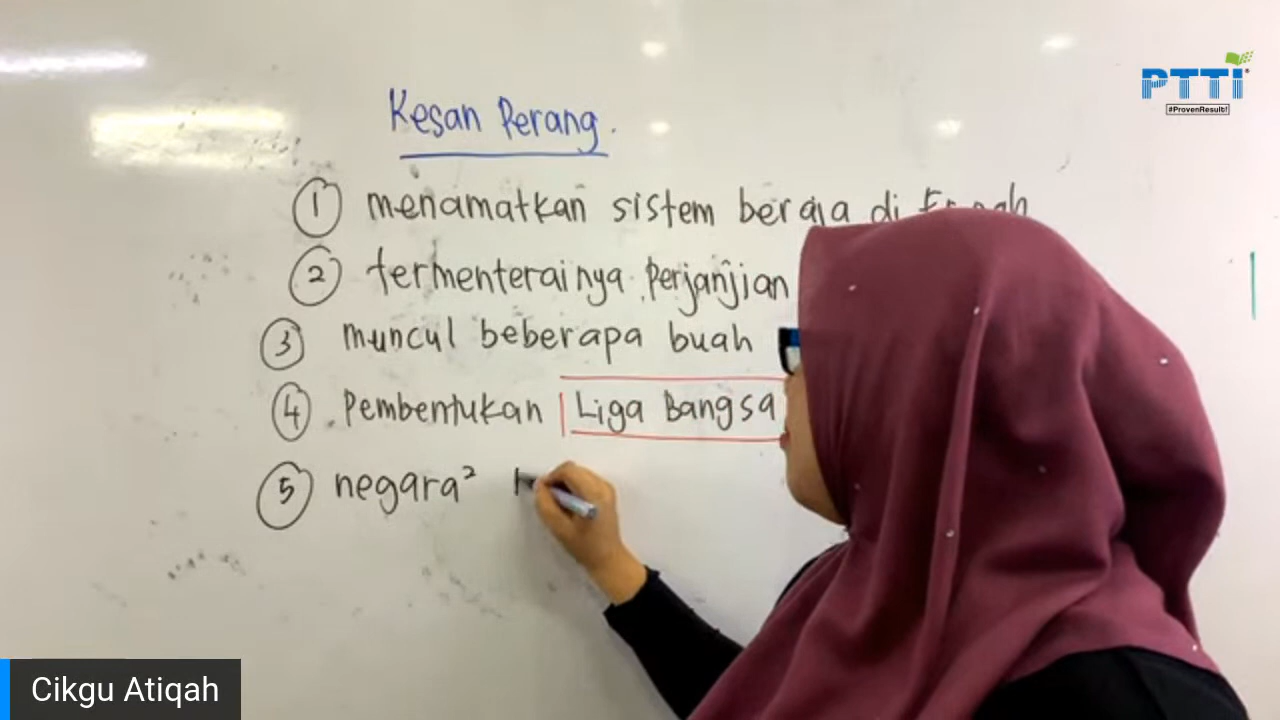 PTTI
#ProvenResult!
Kesan Perang.
1 menamatkan sistem beraja di
2 termenterainya Perjanjian
3 muncul beberapa buah
4 Pembentukan Liga Bangsa
5 negara²
Cikgu Atiqah